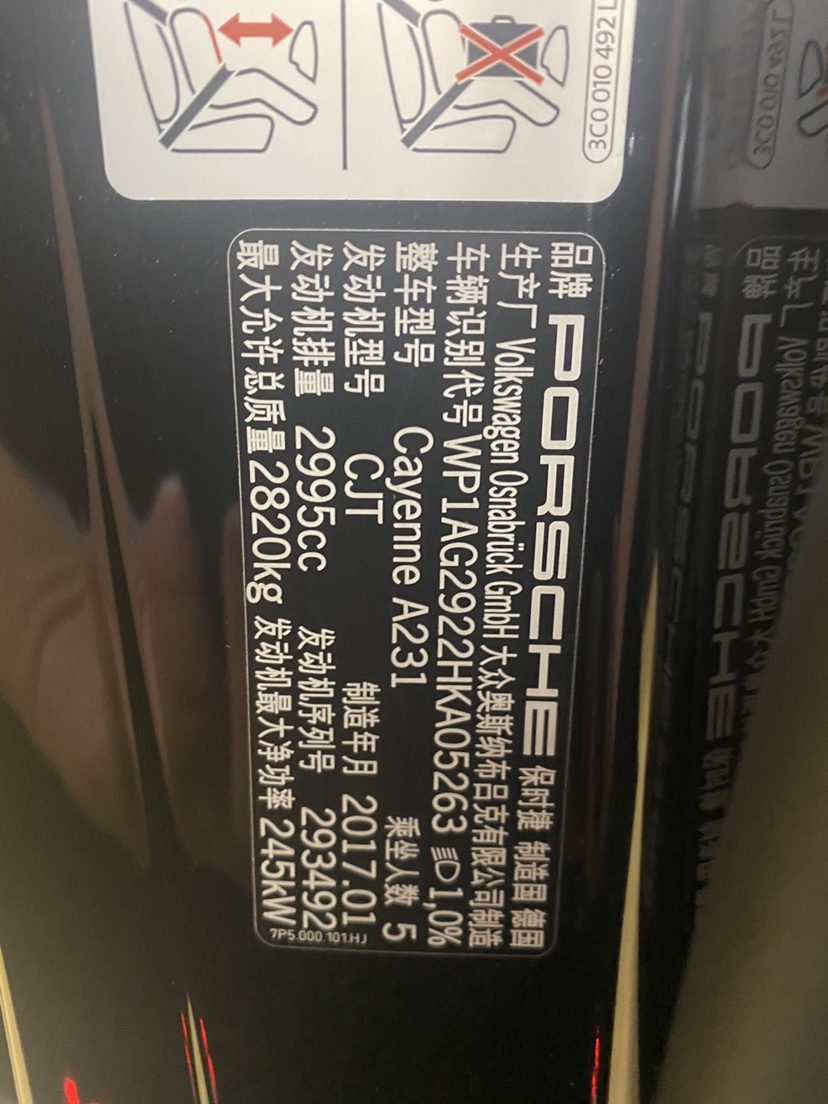 3C0 010 492 L
品牌 PORSCHE 保时捷 制造国 德国
生产厂 Volkswagen Osnabrück GmbH 大众奥斯纳布吕克有限公司制造
车辆识别代号 WP1AG2922HKA05263 1,0%
整车型号 Cayenne A231 乘坐人数 5
发动机型号 CJT 制造年月 2017.01
发动机排量 2995cc 发动机序列号 293492
最大允许总质量 2820kg 发动机最大净功率 245kW
7P5.000.101.HJ